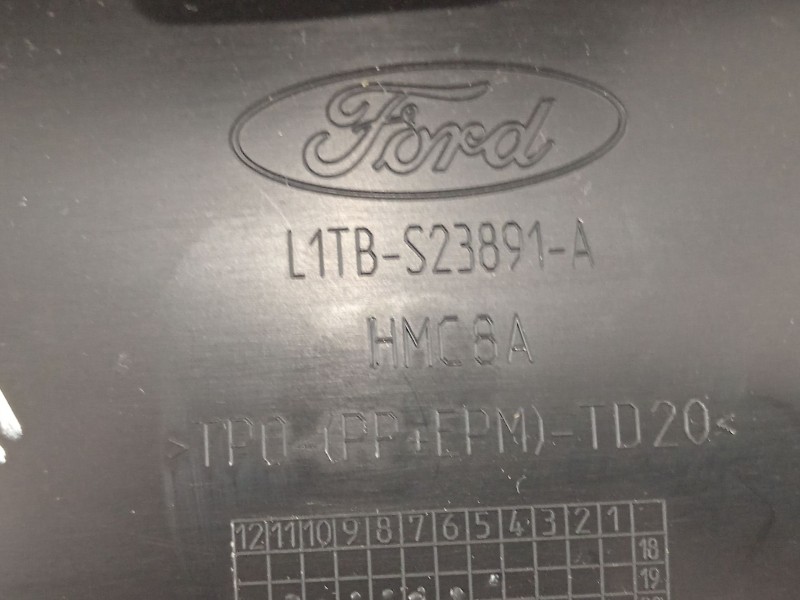 Ford
L1TB-S23891-A
HMC8A
>TPO-(PP+EPM)-TD20<
12 11 10 9 8 7 6 5 4 3 2 1
18
19